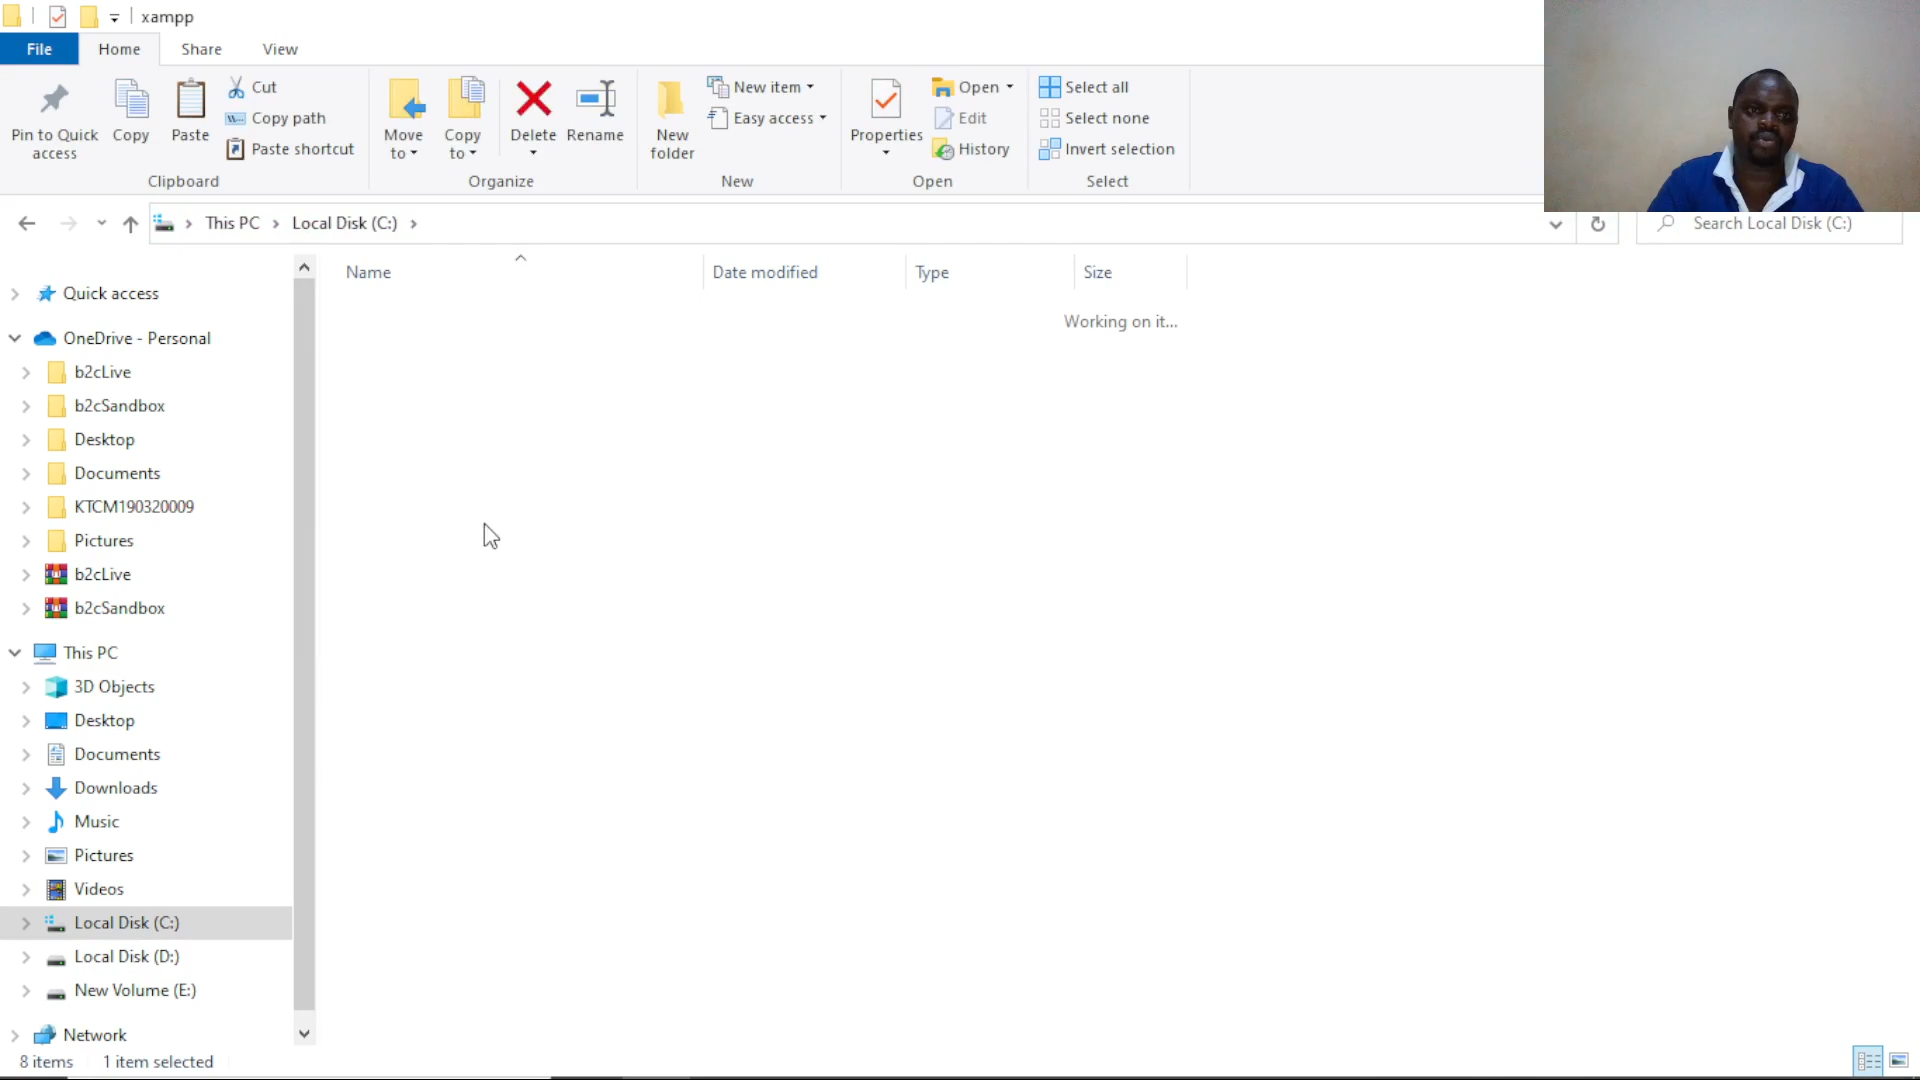 xampp
File Home Share View
Pin to Quick access
Copy
Paste
Cut
Copy path
Paste shortcut
Clipboard
Move to
Copy to
Delete
Rename
Organize
New folder
New item
Easy access
New
Properties
Open
Edit
History
Open
Select all
Select none
Invert selection
Select
This PC > Local Disk (C:) >
Search Local Disk (C:)
Name Date modified Type Size
Working on it...
Quick access
OneDrive - Personal
b2cLive
b2cSandbox
Desktop
Documents
KTCM190320009
Pictures
b2cLive
b2cSandbox
This PC
3D Objects
Desktop
Documents
Downloads
Music
Pictures
Videos
Local Disk (C:)
Local Disk (D:)
New Volume (E:)
Network
8 items 1 item selected